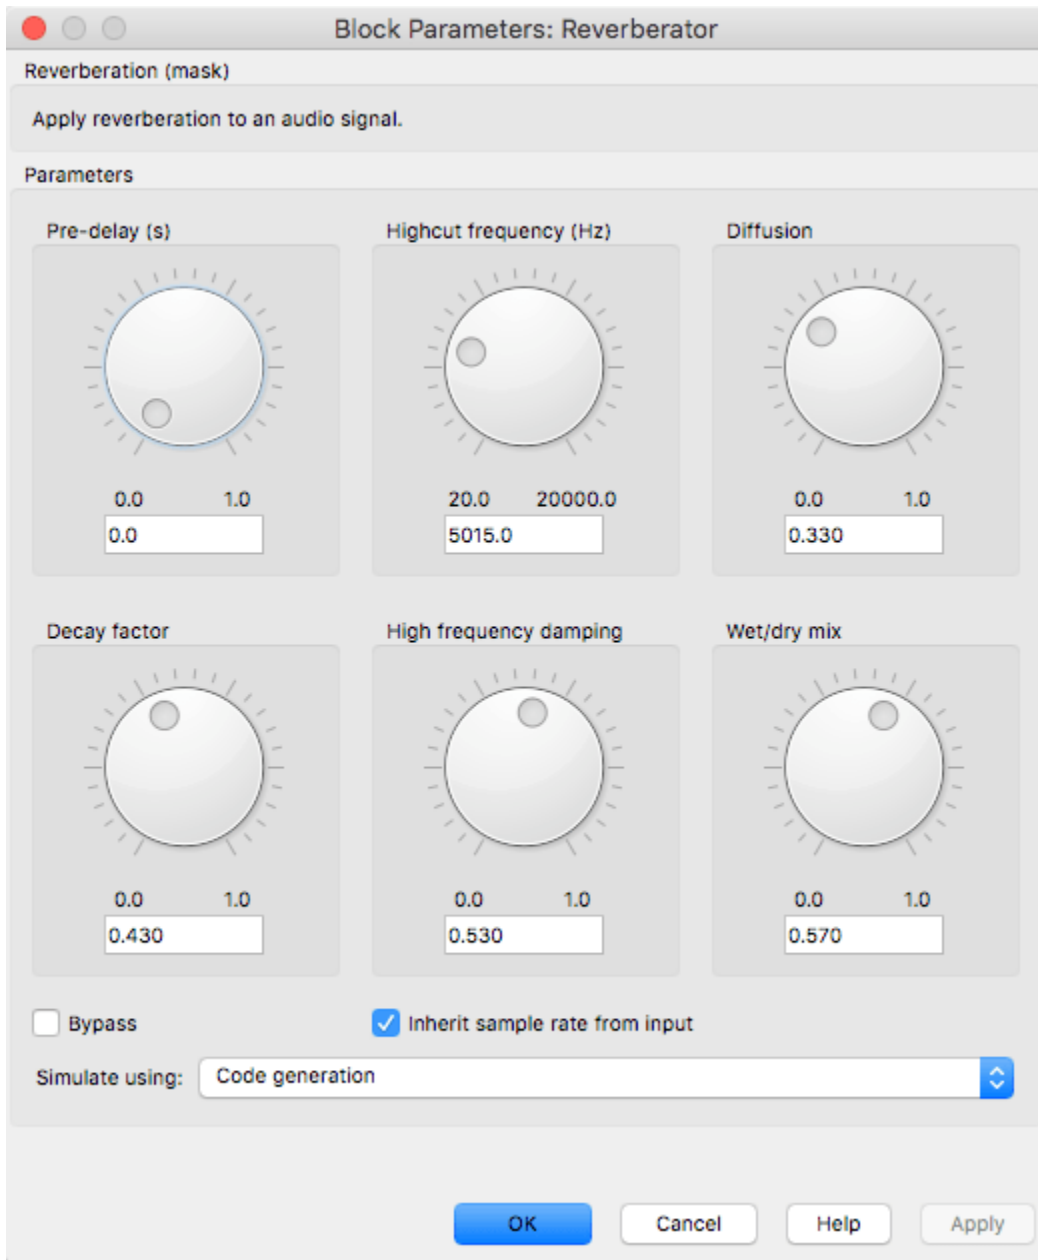 Block Parameters: Reverberator
Reverberation (mask)
Apply reverberation to an audio signal.
Parameters
Pre-delay (s) Highcut frequency (Hz) Diffusion
0.0 1.0 20.0 20000.0 0.0 1.0
0.0 5015.0 0.330
Decay factor High frequency damping Wet/dry mix
0.0 1.0 0.0 1.0 0.0 1.0
0.430 0.530 0.570
Bypass Inherit sample rate from input
Simulate using: Code generation
OK Cancel Help Apply